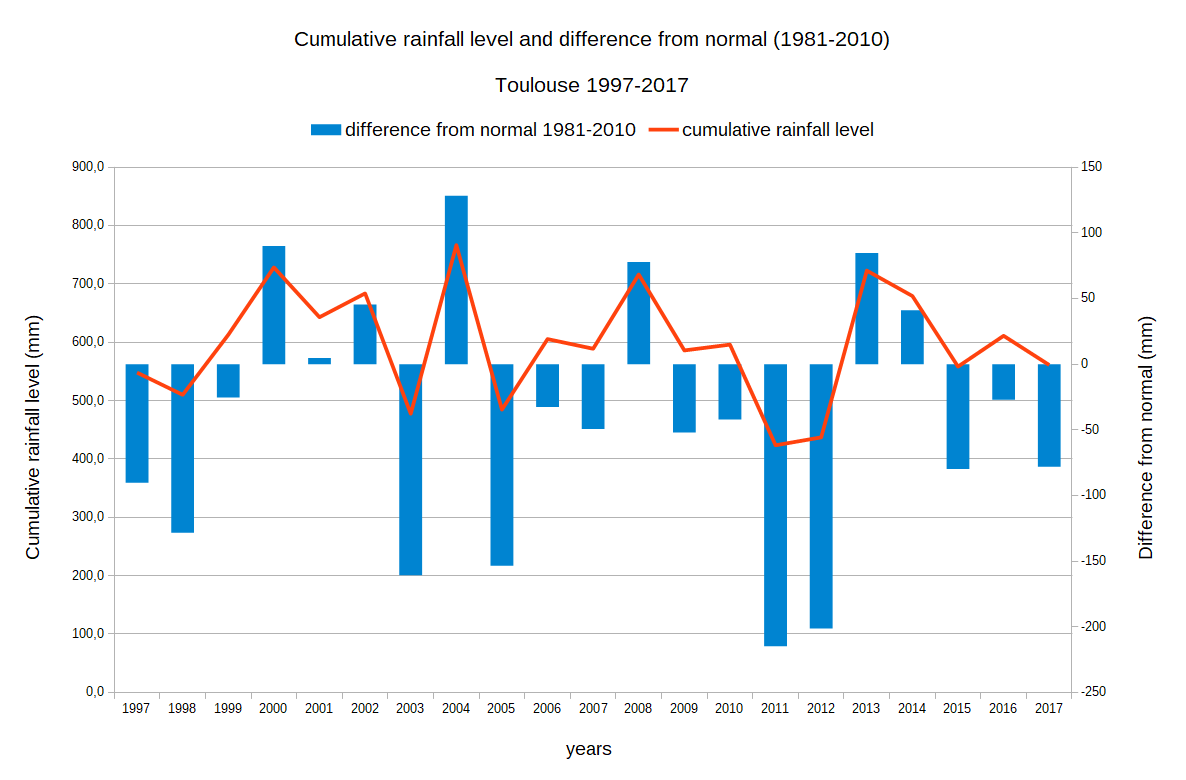 Cumulative rainfall level and difference from normal (1981-2010)
Toulouse 1997-2017
difference from normal 1981-2010 cumulative rainfall level
900,0 150
800,0 100
700,0 50
600,0 0
500,0 -50
400,0 -100
300,0 -150
200,0 -200
100,0 -250
0,0
Cumulative rainfall level (mm)
Difference from normal (mm)
1997 1998 1999 2000 2001 2002 2003 2004 2005 2006 2007 2008 2009 2010 2011 2012 2013 2014 2015 2016 2017
years